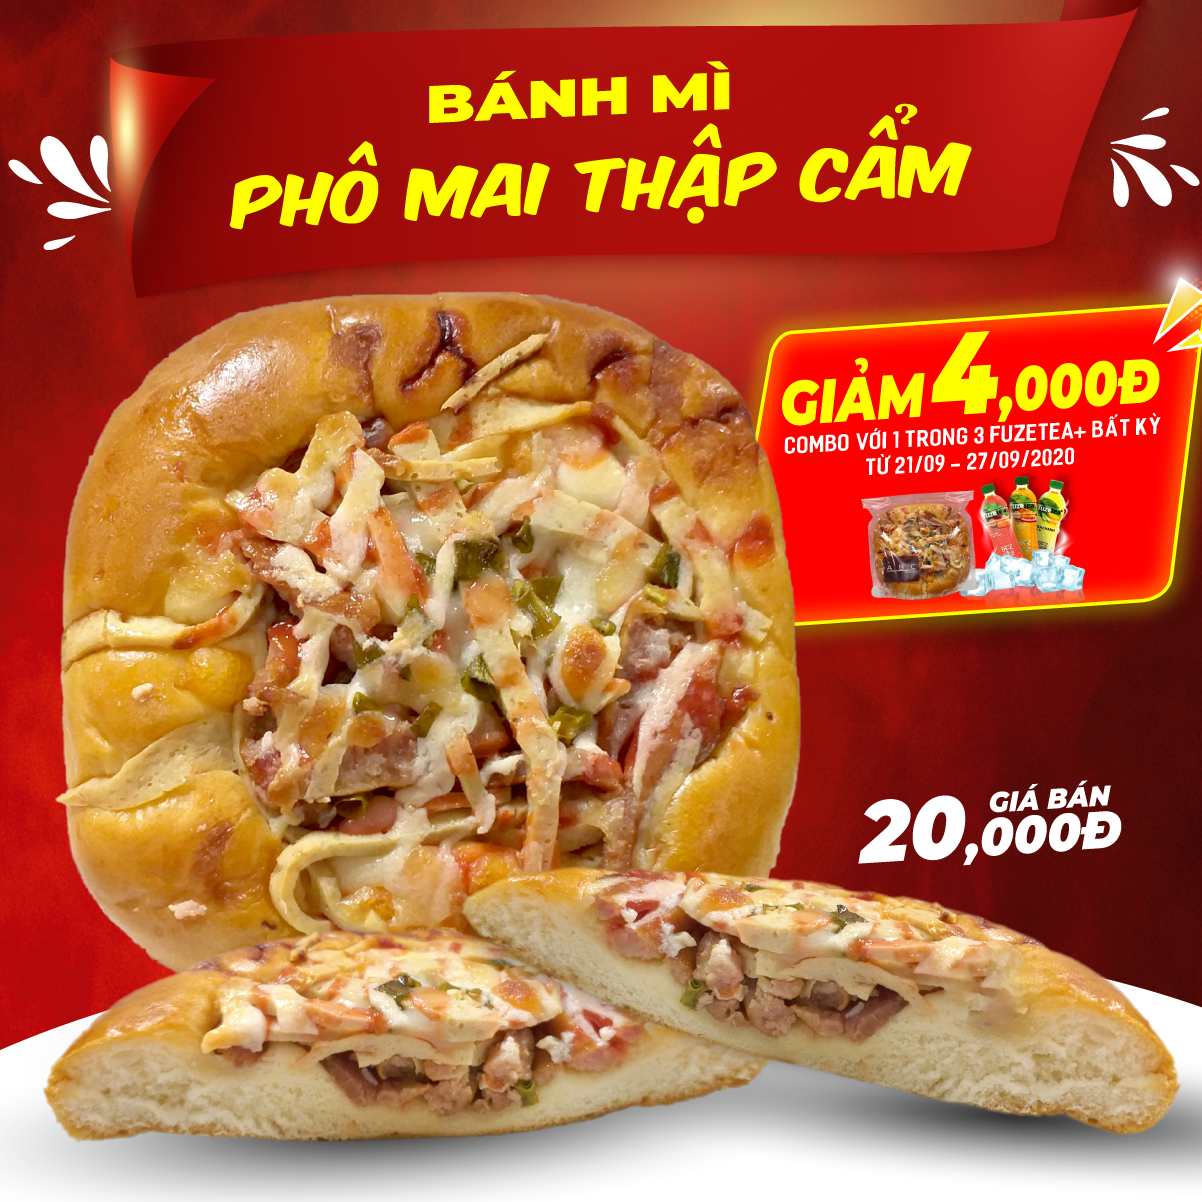 BÁNH MÌ
PHÔ MAI THẬP CẨM
GIẢM 4,000Đ
COMBO VỚI 1 TRONG 3 FUZETEA+ BẤT KỲ
TỪ 21/09 – 27/09/2020
GIÁ BÁN
20,000Đ